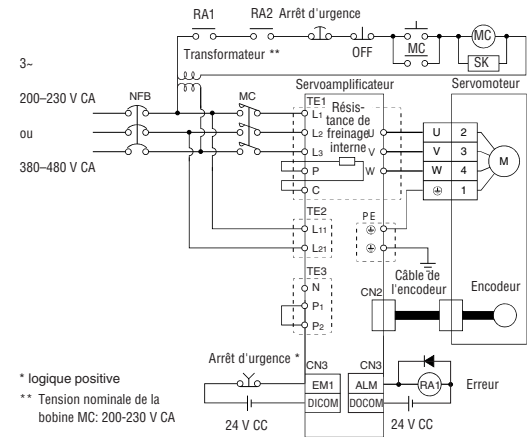 RA1 RA2 Arrêt d'urgence
OFF
MC
MC
SK
Transformateur **
3~
200–230 V CA
ou
380–480 V CA
NFB
MC
Servoamplificateur
Servomoteur
TE1
L1
L2
L3
P
C
Résis-
tance de
freinage
interne
U
V
W
U 2
V 3
W 4
1
M
TE2
L11
L21
PE
TE3
N
P1
P2
CN2
Câble de
l'encodeur
Encodeur
Arrêt d'urgence *
CN3
EM1
DICOM
24 V CC
CN3
ALM
DOCOM
RA1
Erreur
24 V CC
* logique positive
** Tension nominale de la
bobine MC: 200-230 V CA